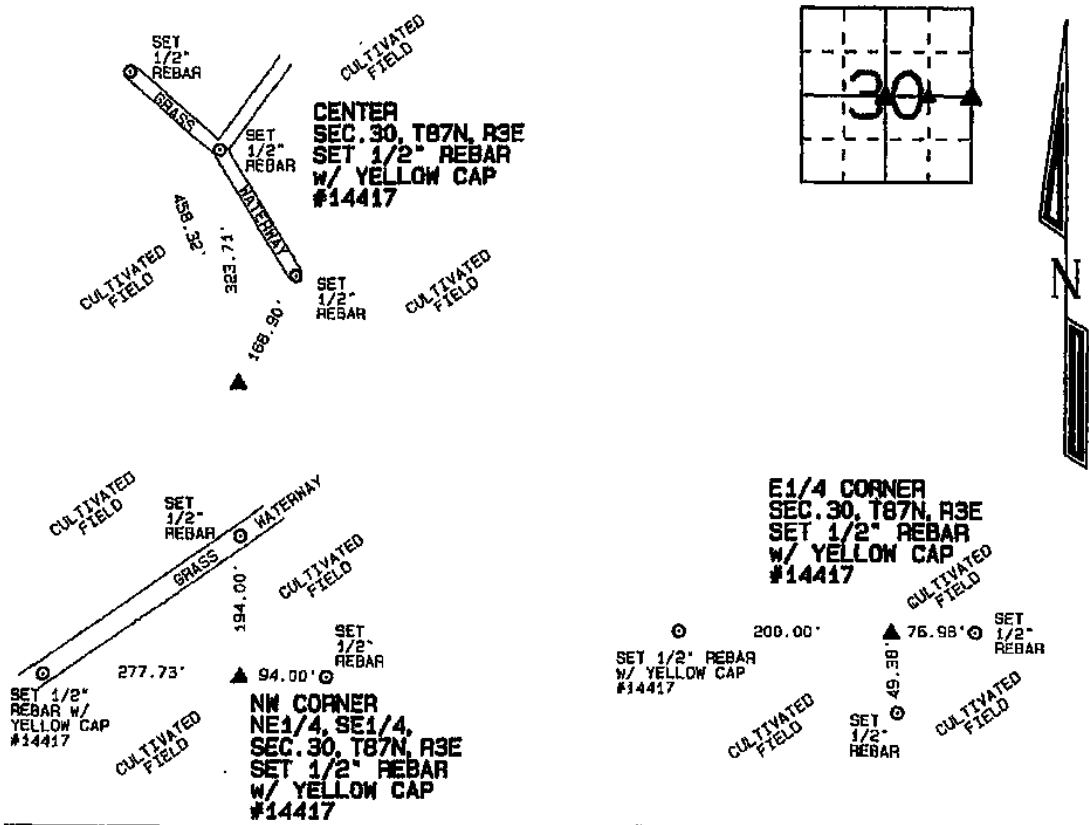 SET
1/2"
REBAR
CULTIVATED
FIELD
GRASS
SET
1/2"
REBAR
CENTER
SEC.30, T87N, R3E
SET 1/2" REBAR
w/ YELLOW CAP
#14417
WATERWAY
458.32'
323.71'
CULTIVATED
FIELD
SET
1/2"
REBAR
CULTIVATED
FIELD
168.90'
30
N
CULTIVATED
FIELD
SET
1/2"
REBAR
WATERWAY
GRASS
CULTIVATED
FIELD
194.00'
SET
1/2"
REBAR
277.73'
94.00'
SET 1/2"
REBAR W/
YELLOW CAP
#14417
CULTIVATED
FIELD
NW CORNER
NE1/4, SE1/4,
SEC.30, T87N, R3E
SET 1/2" REBAR
w/ YELLOW CAP
#14417
E1/4 CORNER
SEC.30, T87N, R3E
SET 1/2" REBAR
w/ YELLOW CAP
#14417
CULTIVATED
FIELD
200.00'
76.98'
SET
1/2"
REBAR
SET 1/2" REBAR
W/ YELLOW CAP
#14417
49.83'
CULTIVATED
FIELD
SET
1/2"
REBAR
CULTIVATED
FIELD